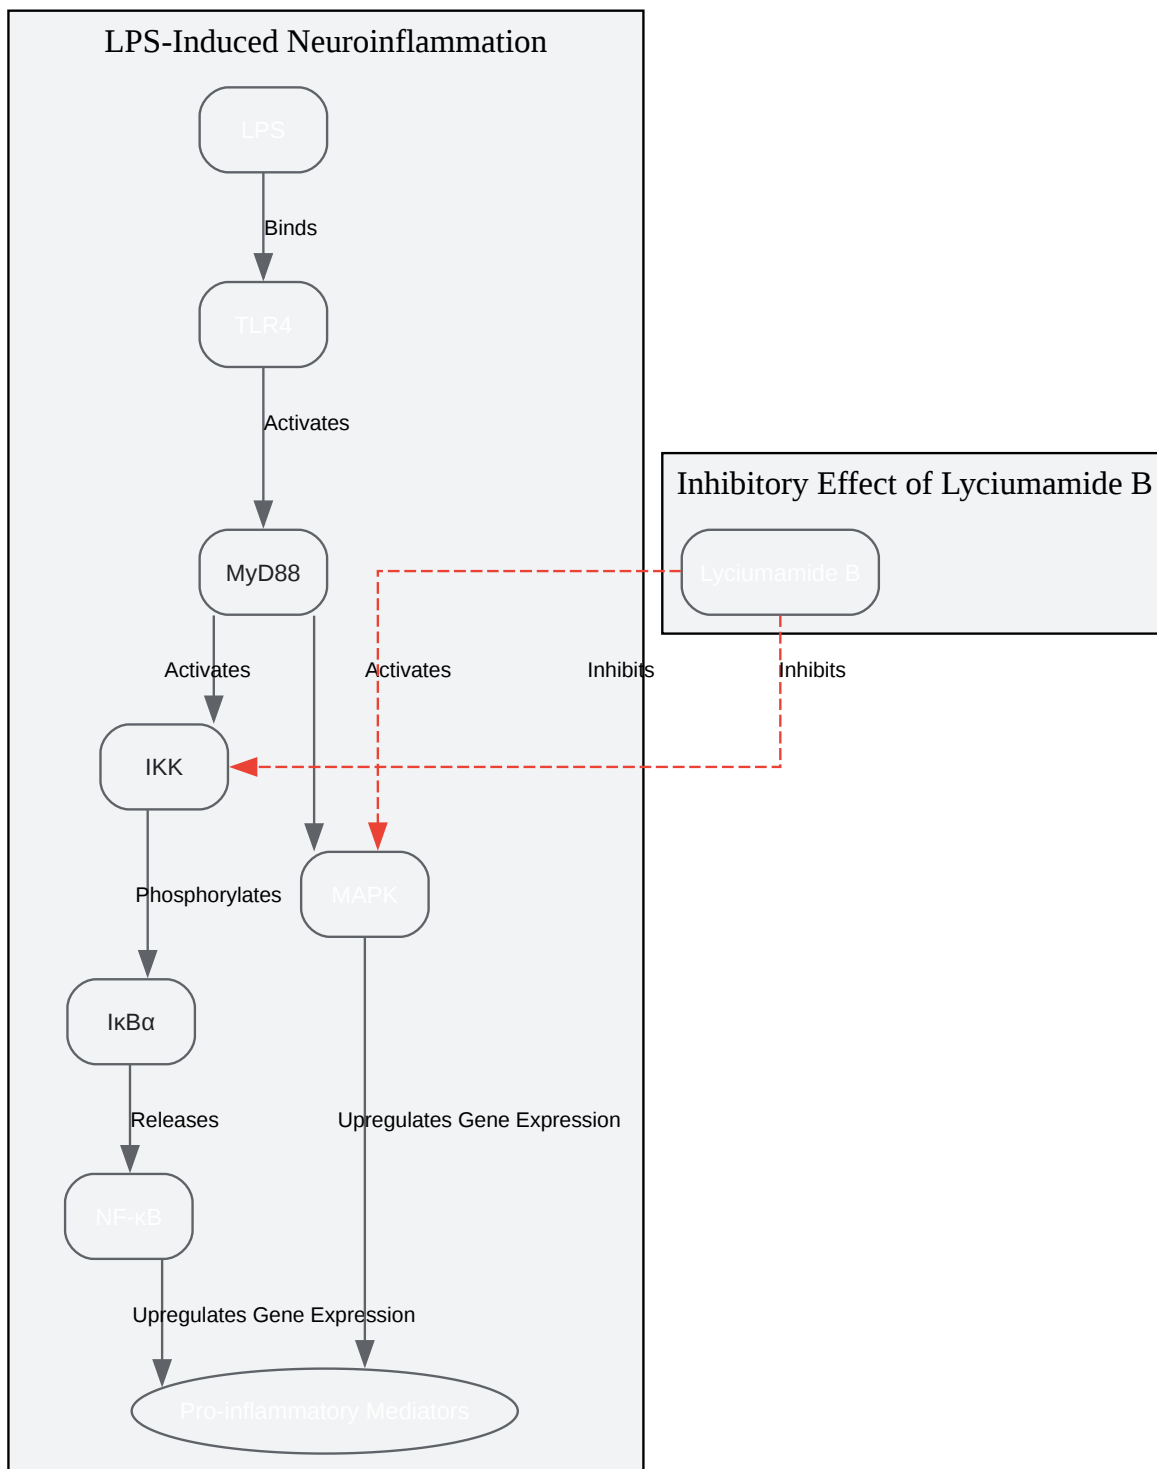 LPS-Induced Neuroinflammation
LPS
Binds
TLR4
Activates
Inhibitory Effect of Lyciumamide B
MyD88
Lyciumamide B
Activates
Activates
Inhibits
Inhibits
IKK
Phosphorylates
MAPK
IκBα
Releases
Upregulates Gene Expression
NF-κB
Upregulates Gene Expression
Pro-inflammatory Mediators